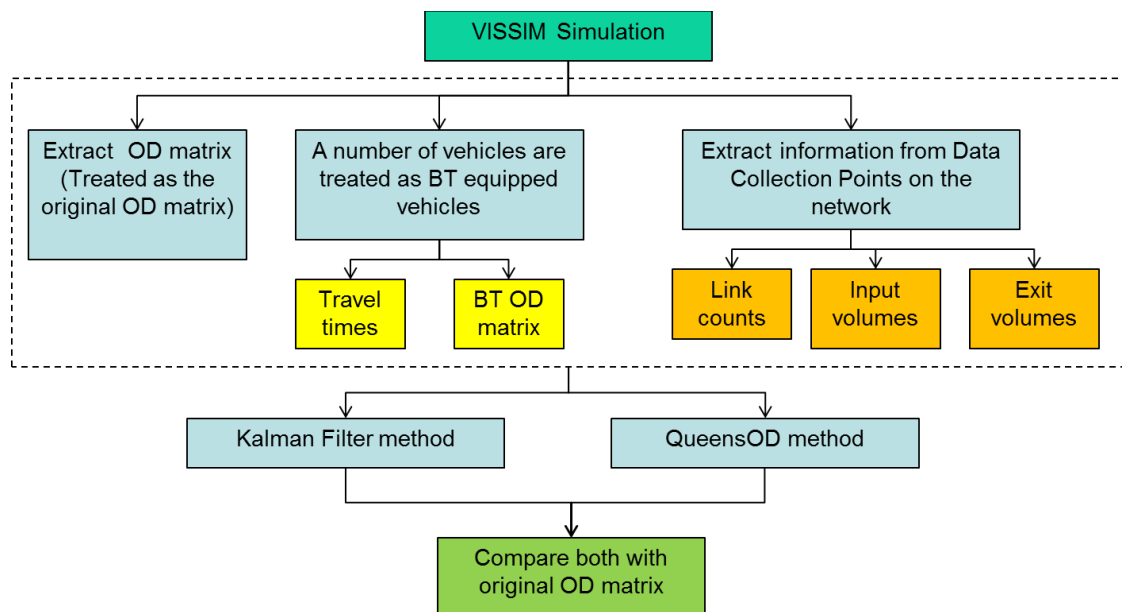 VISSIM Simulation
Extract OD matrix
(Treated as the
original OD matrix)
A number of vehicles are
treated as BT equipped
vehicles
Extract information from Data
Collection Points on the
network
Travel
times
BT OD
matrix
Link
counts
Input
volumes
Exit
volumes
Kalman Filter method
QueensOD method
Compare both with
original OD matrix